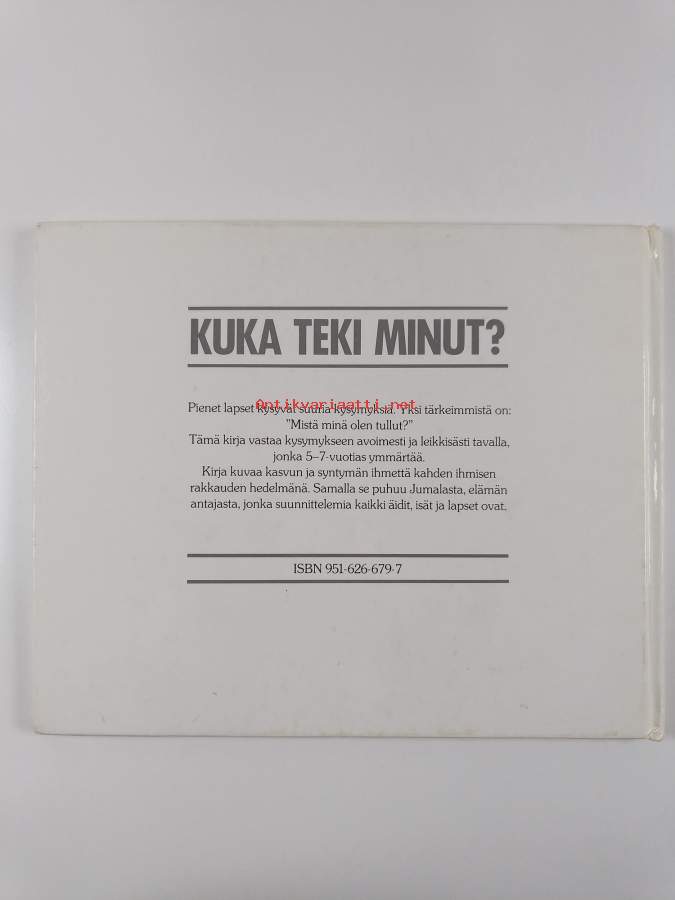 KUKA TEKI MINUT?
Antikvariaatti.net
Pienet lapset kysyvät suuria kysymyksiä. Yksi tärkeimmistä on:
"Mistä minä olen tullut?"
Tämä kirja vastaa kysymykseen avoimesti ja leikkisästi tavalla,
jonka 5–7-vuotias ymmärtää.
Kirja kuvaa kasvun ja syntymän ihmettä kahden ihmisen
rakkauden hedelmänä. Samalla se puhuu Jumalasta, elämän
antajasta, jonka suunnittelemia kaikki äidit, isät ja lapset ovat.
ISBN 951-626-679-7